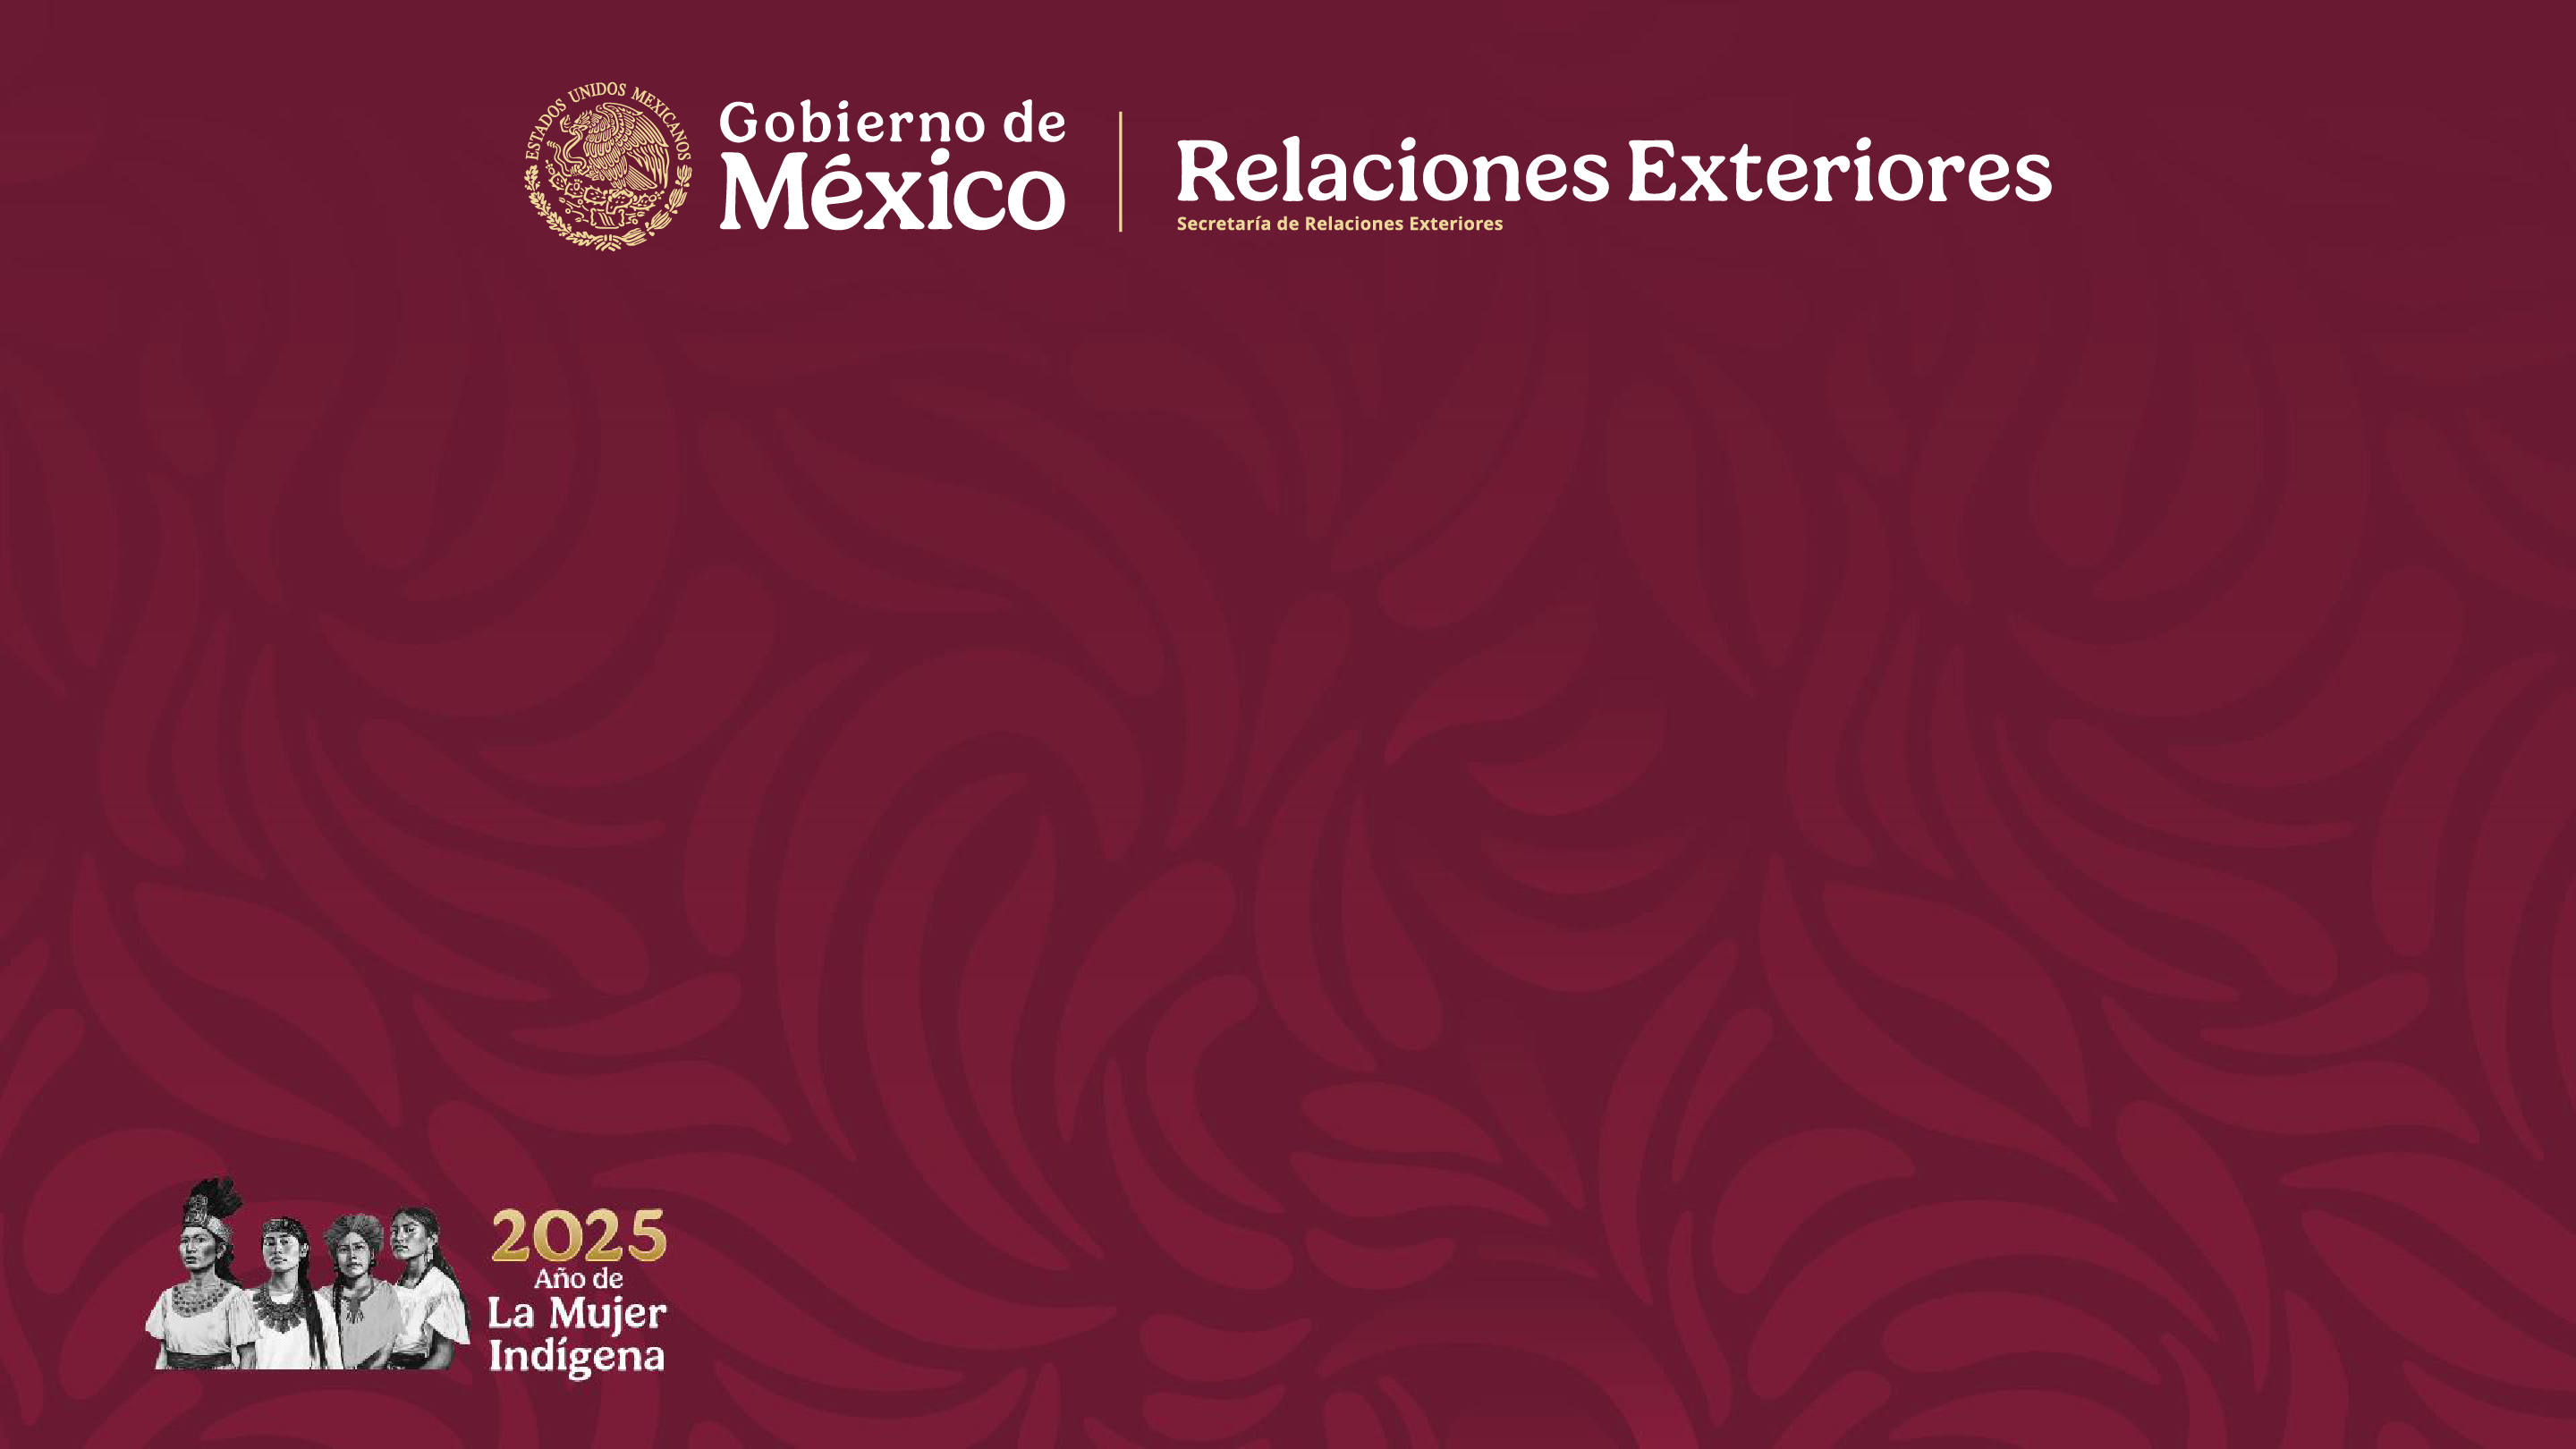 ESTADOS UNIDOS MEXICANOS
Gobierno de
México
Relaciones Exteriores
Secretaría de Relaciones Exteriores
2025
Año de
La Mujer
Indígena